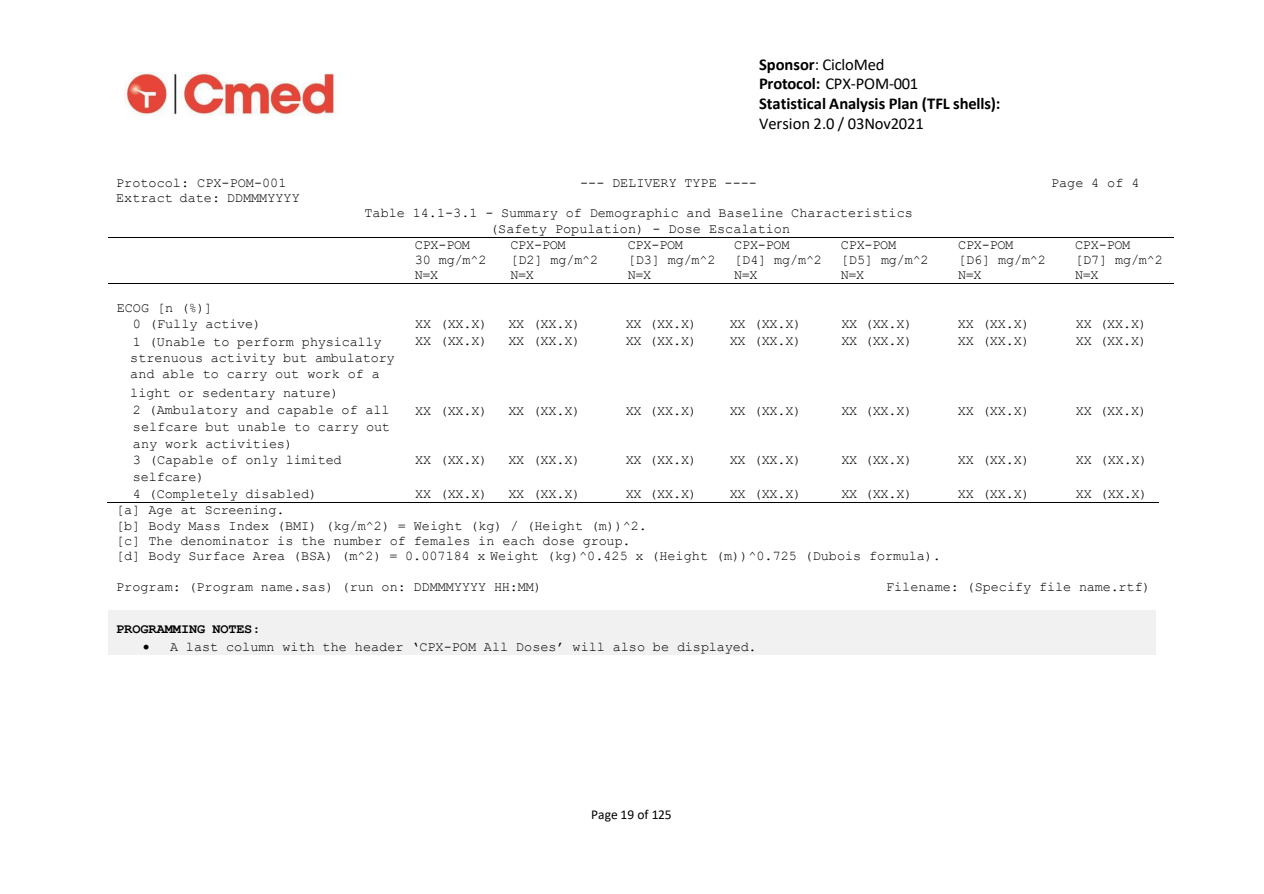 Cmed
Sponsor: CicloMed
Protocol: CPX-POM-001
Statistical Analysis Plan (TFL shells):
Version 2.0 / 03Nov2021
Protocol: CPX-POM-001 --- DELIVERY TYPE ---- Page 4 of 4
Extract date: DDMMMYYYY
Table 14.1-3.1 - Summary of Demographic and Baseline Characteristics
(Safety Population) - Dose Escalation
CPX-POM CPX-POM CPX-POM CPX-POM CPX-POM CPX-POM CPX-POM
30 mg/m^2 [D2] mg/m^2 [D3] mg/m^2 [D4] mg/m^2 [D5] mg/m^2 [D6] mg/m^2 [D7] mg/m^2
N=X N=X N=X N=X N=X N=X N=X
ECOG [n (%)]
0 (Fully active) XX (XX.X) XX (XX.X) XX (XX.X) XX (XX.X) XX (XX.X) XX (XX.X) XX (XX.X)
1 (Unable to perform physically XX (XX.X) XX (XX.X) XX (XX.X) XX (XX.X) XX (XX.X) XX (XX.X) XX (XX.X)
strenuous activity but ambulatory
and able to carry out work of a
light or sedentary nature)
2 (Ambulatory and capable of all XX (XX.X) XX (XX.X) XX (XX.X) XX (XX.X) XX (XX.X) XX (XX.X) XX (XX.X)
selfcare but unable to carry out
any work activities)
3 (Capable of only limited XX (XX.X) XX (XX.X) XX (XX.X) XX (XX.X) XX (XX.X) XX (XX.X) XX (XX.X)
selfcare)
4 (Completely disabled) XX (XX.X) XX (XX.X) XX (XX.X) XX (XX.X) XX (XX.X) XX (XX.X) XX (XX.X)
[a] Age at Screening.
[b] Body Mass Index (BMI) (kg/m^2) = Weight (kg) / (Height (m))^2.
[c] The denominator is the number of females in each dose group.
[d] Body Surface Area (BSA) (m^2) = 0.007184 x Weight (kg)^0.425 x (Height (m))^0.725 (Dubois formula).
Program: (Program name.sas) (run on: DDMMMYYYY HH:MM) Filename: (Specify file name.rtf)
PROGRAMMING NOTES:
• A last column with the header ‘CPX-POM All Doses’ will also be displayed.
Page 19 of 125